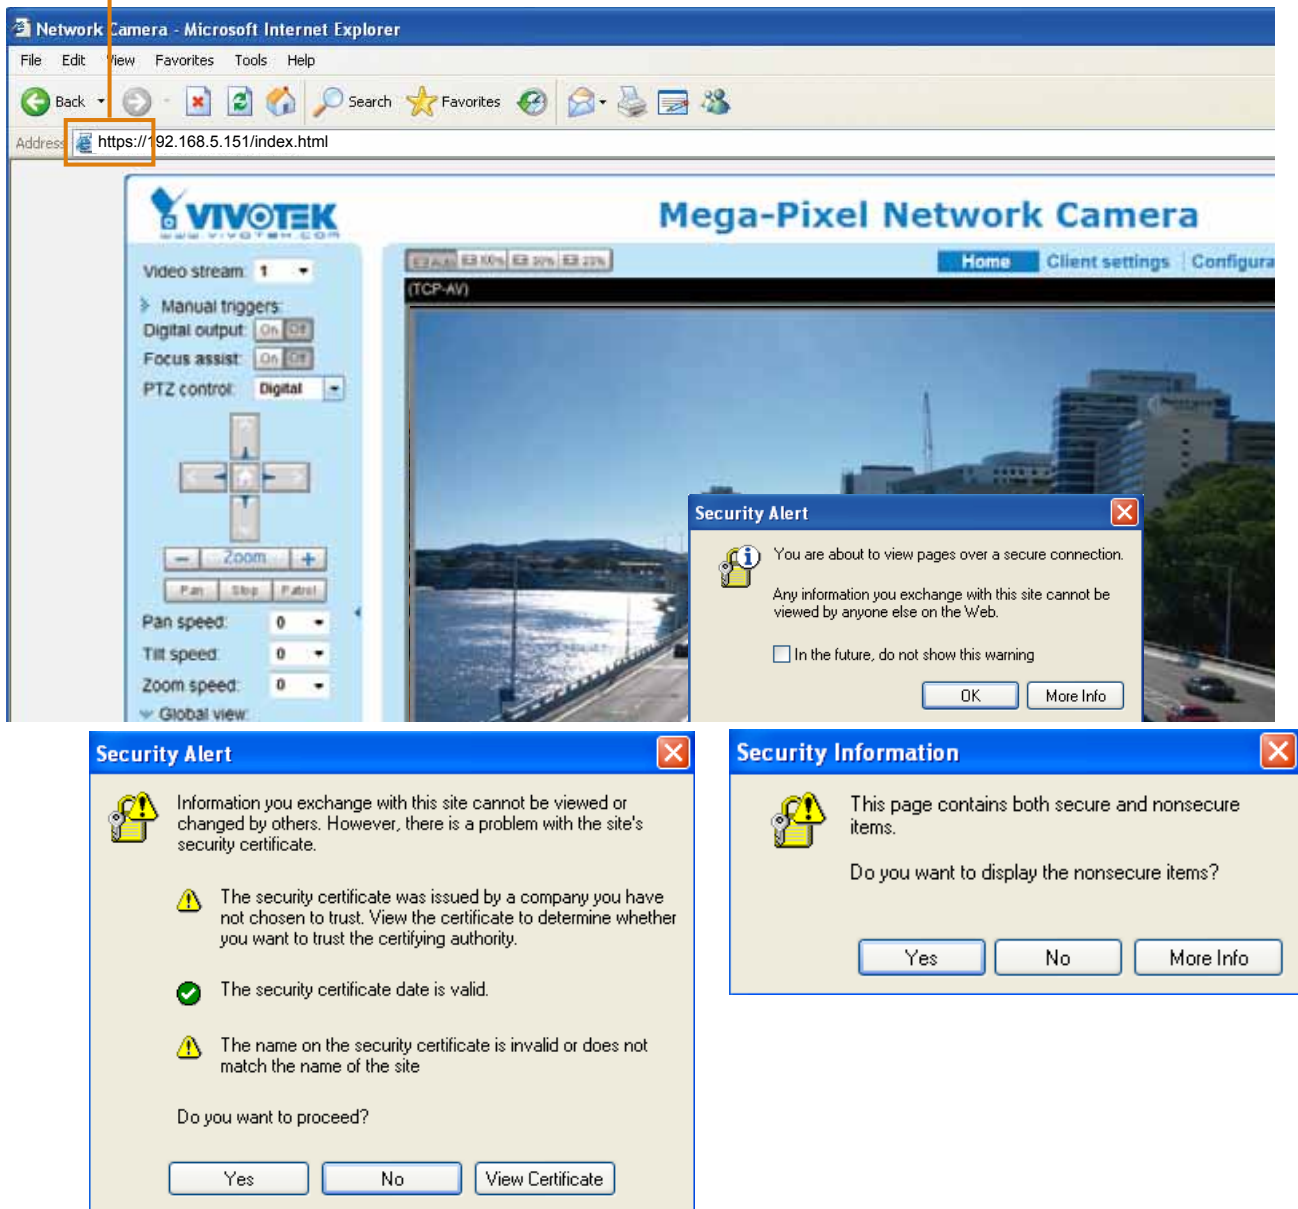 Network Camera - Microsoft Internet Explorer
File Edit View Favorites Tools Help
Back Search Favorites
Address https://192.168.5.151/index.html
VIVOTEK
www.vivotek.com
Mega-Pixel Network Camera
Video stream: 1
Auto 100% 50% 25%
Home Client settings Configura
(TCP-AV)
Manual triggers:
Digital output: On Off
Focus assist: On Off
PTZ control: Digital
− Zoom +
Pan Stop Patrol
Pan speed: 0
Tilt speed: 0
Zoom speed: 0
Global view:
Security Alert
You are about to view pages over a secure connection.
Any information you exchange with this site cannot be
viewed by anyone else on the Web.
In the future, do not show this warning
OK More Info
Security Alert
Information you exchange with this site cannot be viewed or
changed by others. However, there is a problem with the site's
security certificate.
The security certificate was issued by a company you have
not chosen to trust. View the certificate to determine whether
you want to trust the certifying authority.
The security certificate date is valid.
The name on the security certificate is invalid or does not
match the name of the site
Do you want to proceed?
Yes No View Certificate
Security Information
This page contains both secure and nonsecure
items.
Do you want to display the nonsecure items?
Yes No More Info